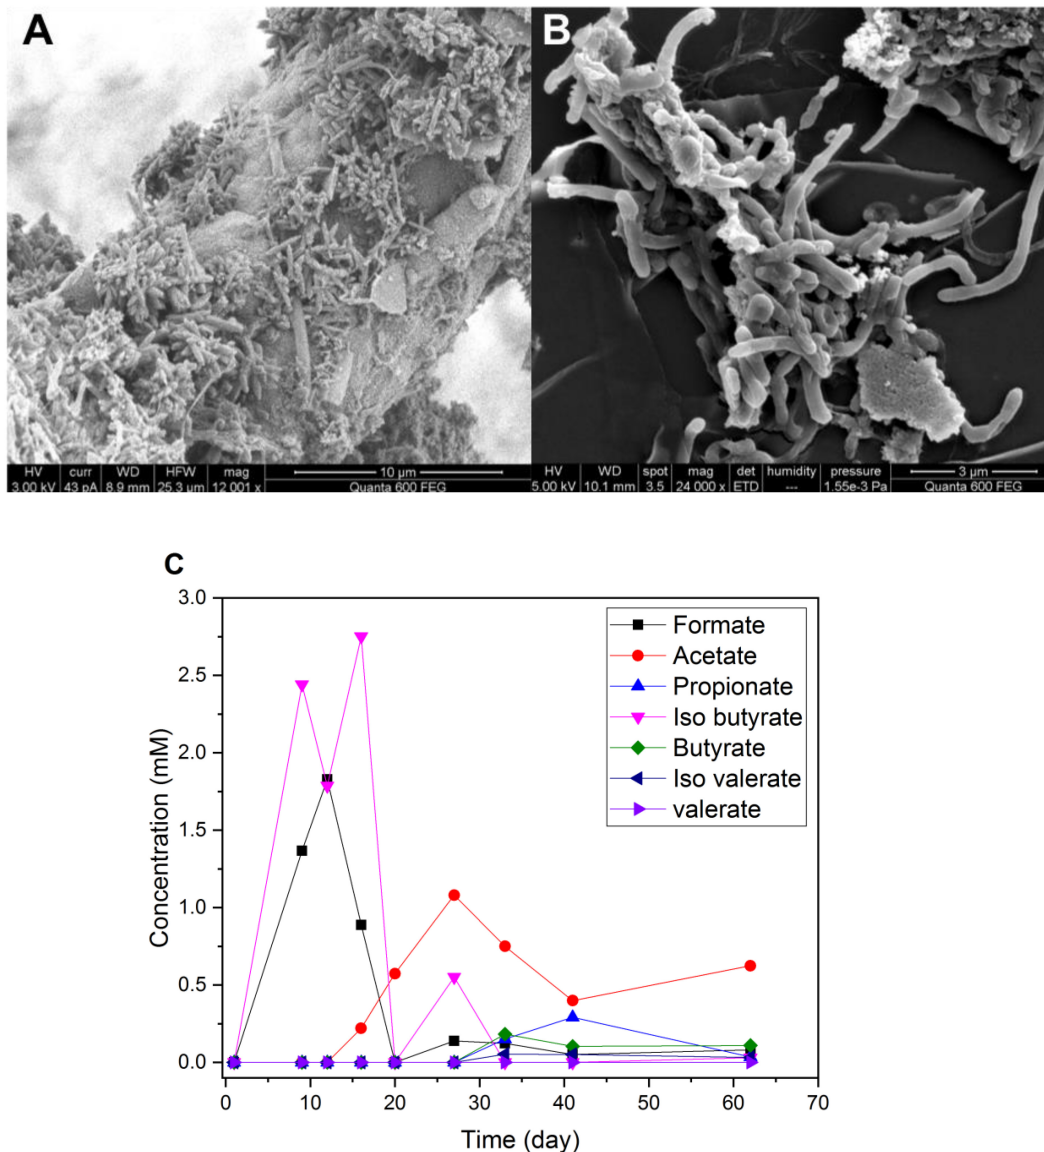 A
HV curr WD HFW mag 10 µm
3.00 kV 43 pA 8.9 mm 25.3 µm 12 001 x Quanta 600 FEG
B
HV WD spot mag det humidity pressure 3 µm
5.00 kV 10.1 mm 3.5 24 000 x ETD --- 1.55e-3 Pa Quanta 600 FEG
C
3.0
2.5
2.0
1.5
1.0
0.5
0.0
Concentration (mM)
Formate
Acetate
Propionate
Iso butyrate
Butyrate
Iso valerate
valerate
0 10 20 30 40 50 60 70
Time (day)